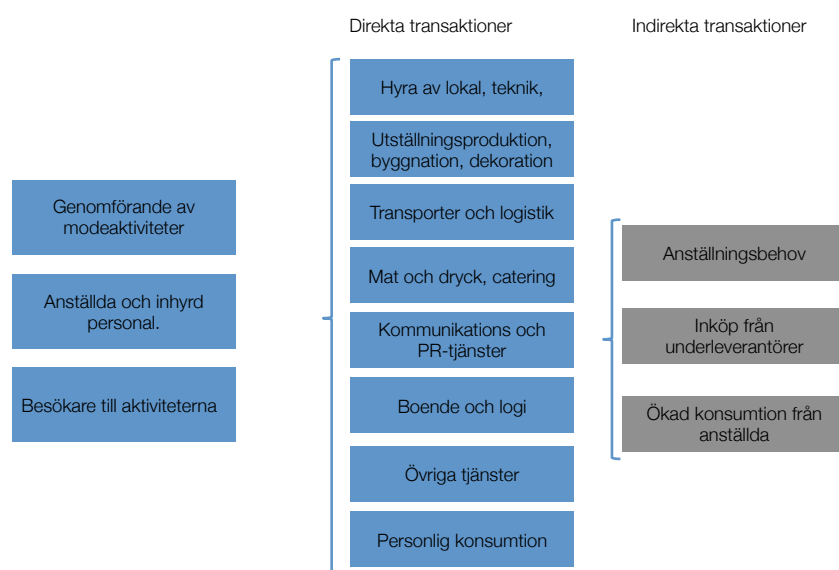 Direkta transaktioner
Indirekta transaktioner
Genomförande av
modeaktiviteter
Anställda och inhyrd
personal.
Besökare till aktiviteterna
Hyra av lokal, teknik,
Utställningsproduktion,
byggnation, dekoration
Transporter och logistik
Mat och dryck, catering
Kommunikations och
PR-tjänster
Boende och logi
Övriga tjänster
Personlig konsumtion
Anställningsbehov
Inköp från
underleverantörer
Ökad konsumtion från
anställda